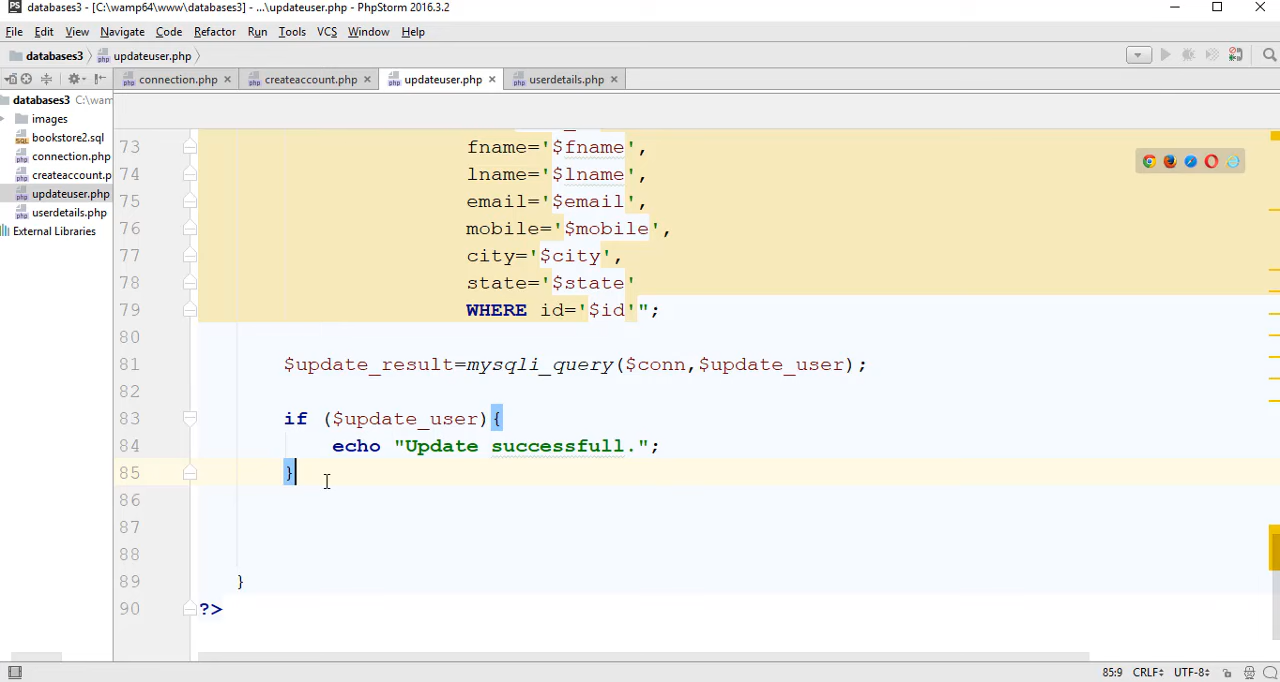 PS databases3 - [C:\wamp64\www\databases3] - ...\updateuser.php - PhpStorm 2016.3.2
File Edit View Navigate Code Refactor Run Tools VCS Window Help
databases3 updateuser.php
connection.php createaccount.php updateuser.php userdetails.php
databases3 C:\wam
images
bookstore2.sql
connection.php
createaccount.p
updateuser.php
userdetails.php
External Libraries
73 fname='$fname',
74 lname='$lname',
75 email='$email',
76 mobile='$mobile',
77 city='$city',
78 state='$state'
79 WHERE id='$id'";
80
81 $update_result=mysqli_query($conn,$update_user);
82
83 if ($update_user){
84 echo "Update successfull.";
85 }
86
87
88
89 }
90 ?>
85:9 CRLF UTF-8